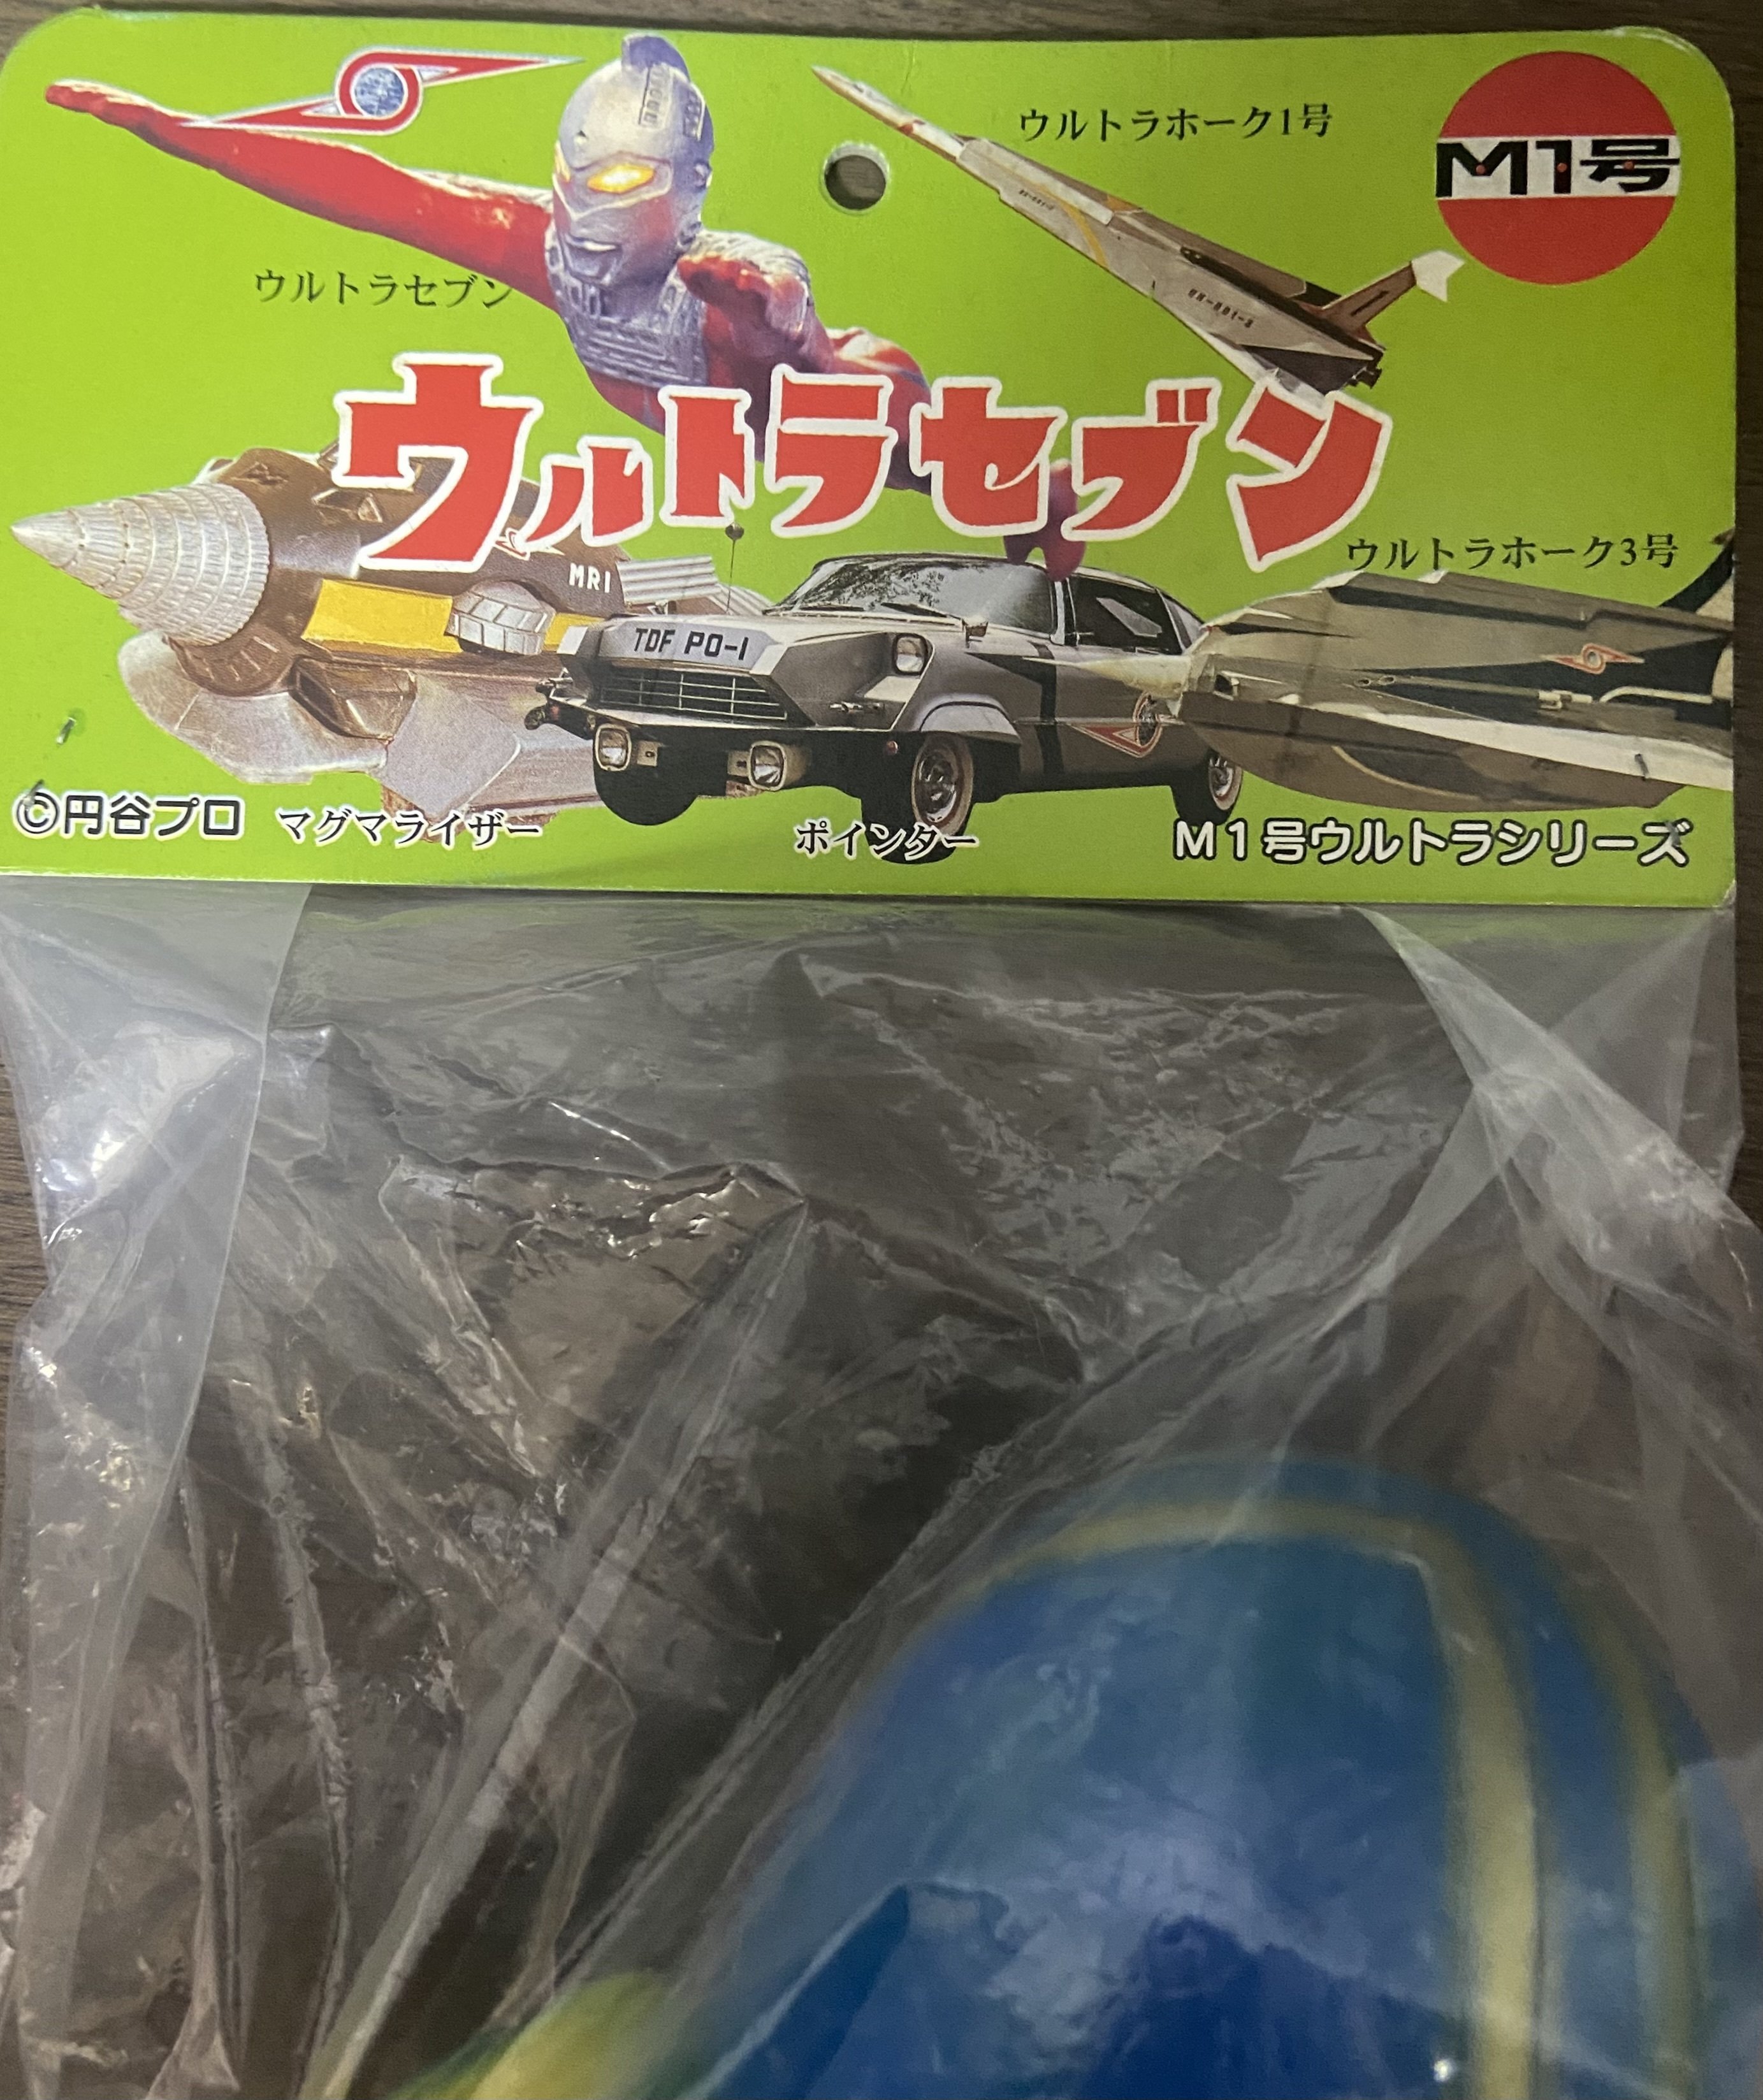 ウルトラホーク1号
M1号
ウルトラセブン
ウルトラセブン
ウルトラホーク3号
MR1
TDF PO-1
©円谷プロ
マグマライザー
ポインター
M1号ウルトラシリーズ